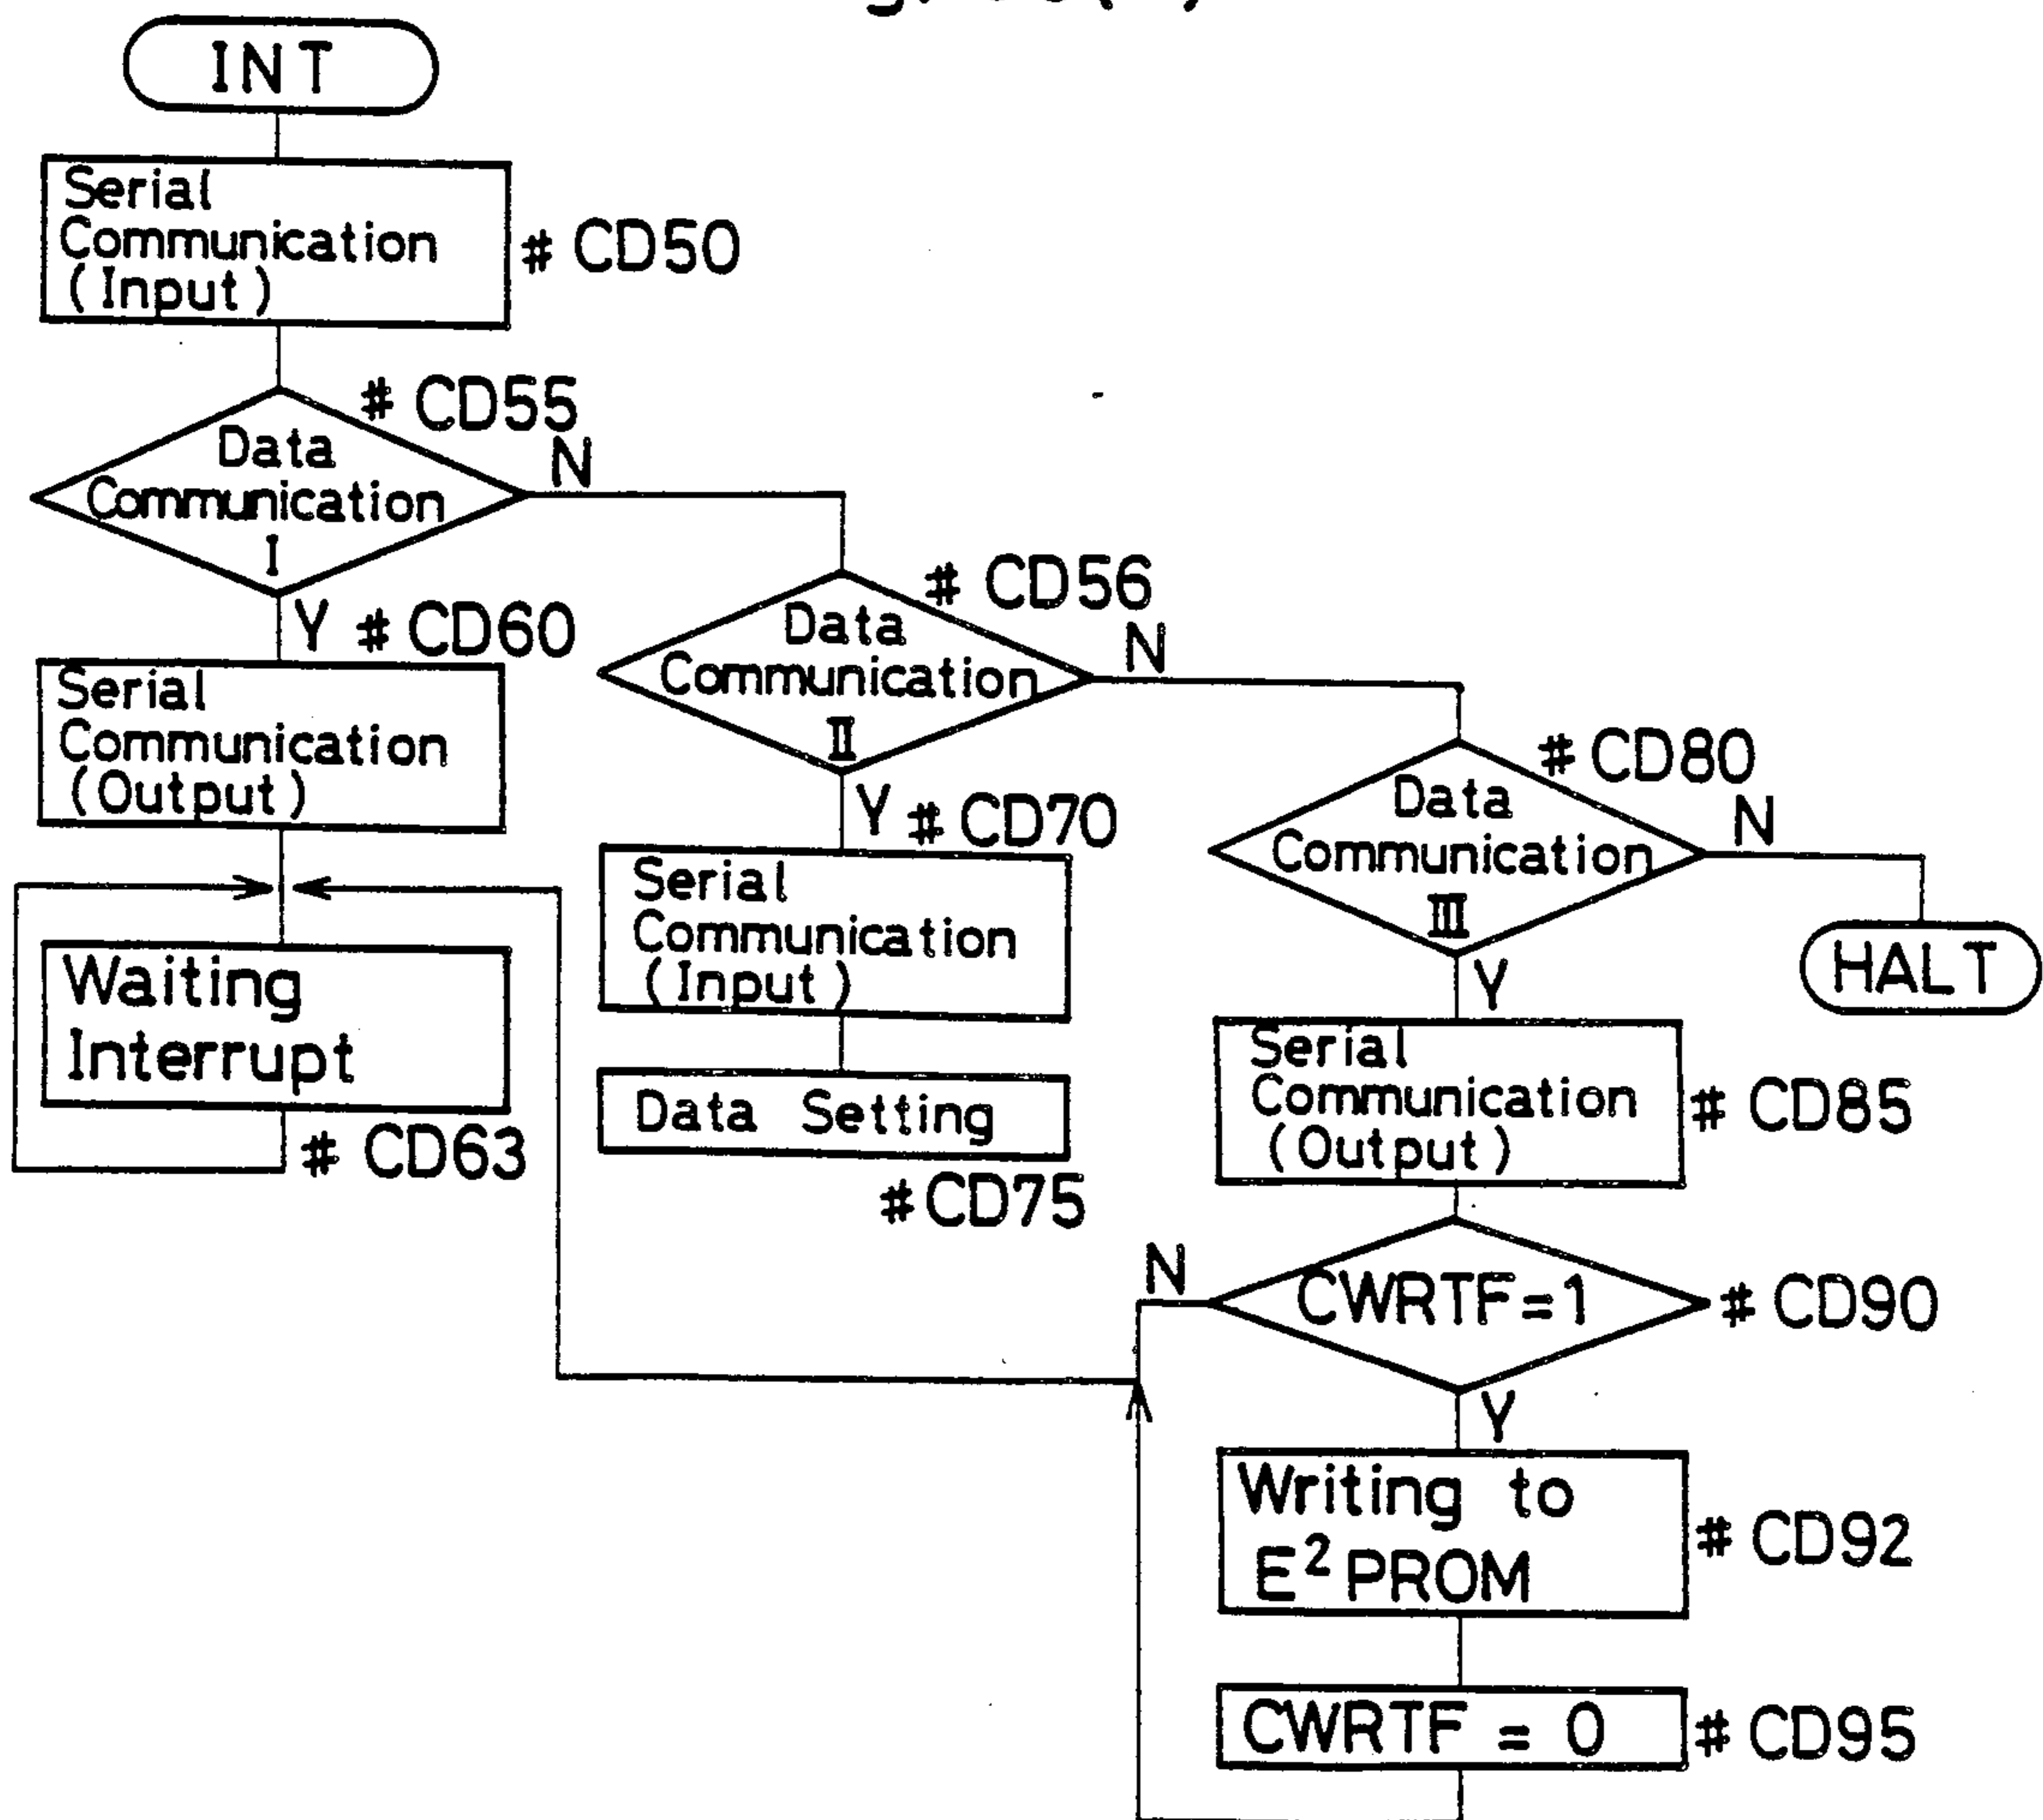 INT
Serial
Communication
(Input)
# CD50
# CD55
Data
Communication
I
N
Y
# CD60
Serial
Communication
(Output)
Waiting
Interrupt
# CD63
# CD56
Data
Communication
II
N
Y
# CD70
Serial
Communication
(Input)
Data Setting
# CD75
# CD80
Data
Communication
III
N
HALT
Y
Serial
Communication
(Output)
# CD85
CWRTF=1
# CD90
N
Y
Writing to
E² PROM
# CD92
CWRTF = 0
# CD95